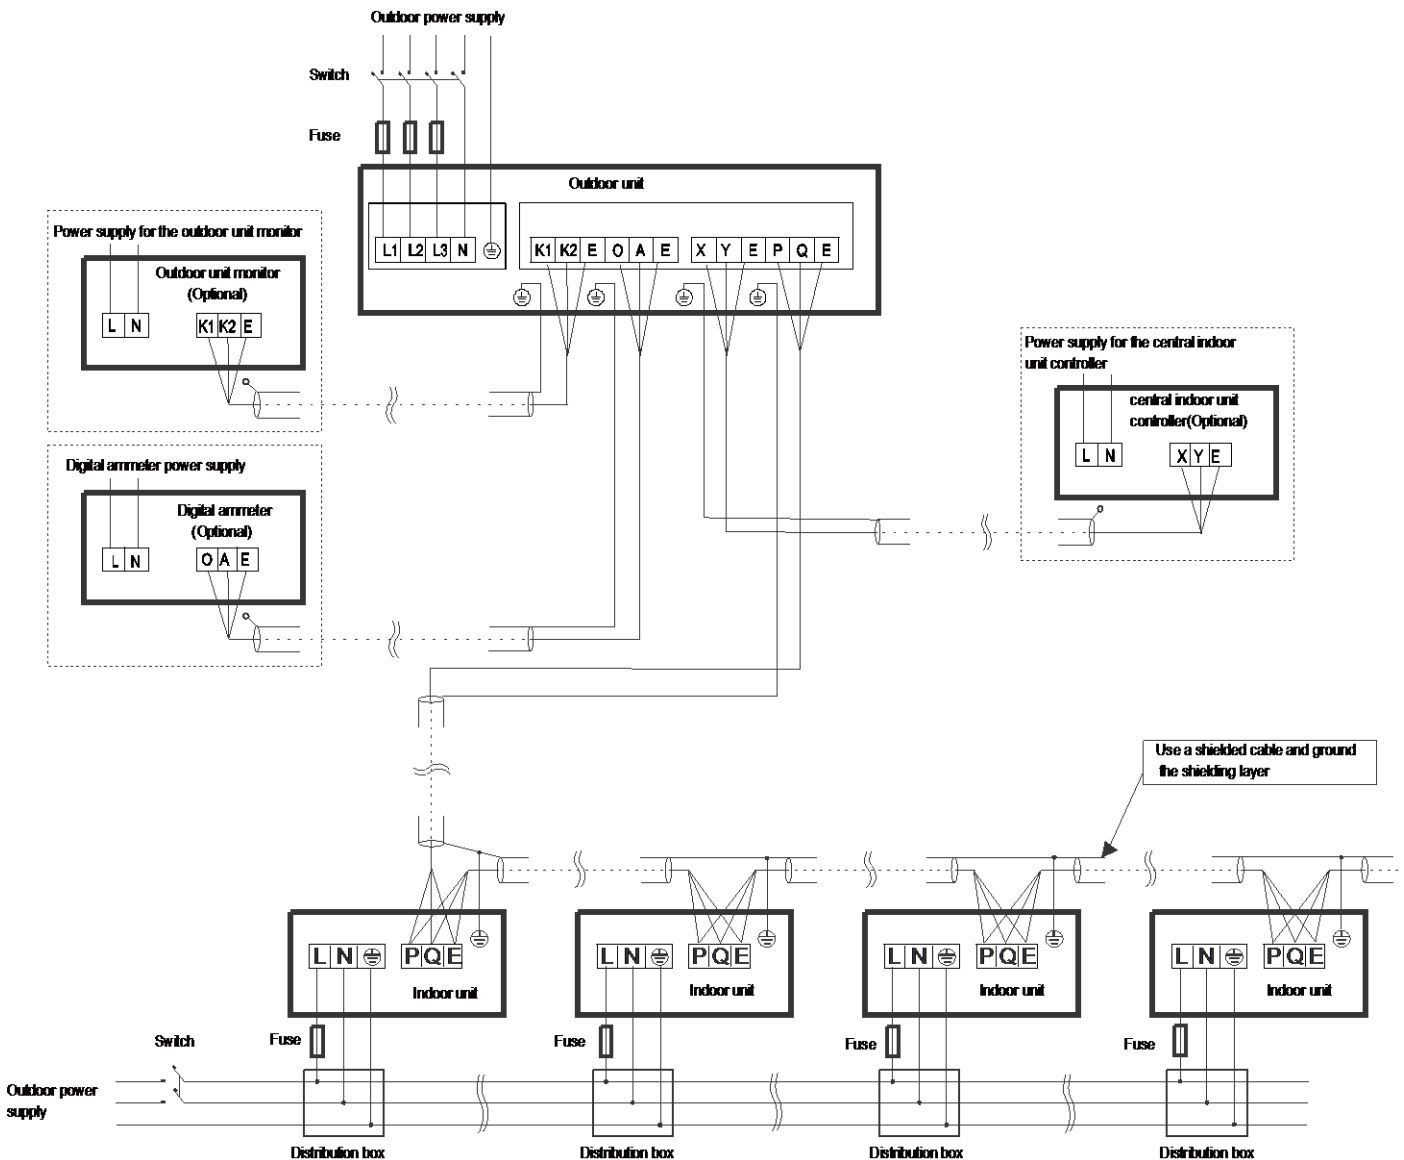 Outdoor power supply
Switch
Fuse
Outdoor unit
L1 L2 L3 N
K1 K2 E O A E
X Y E P Q E
Power supply for the outdoor unit monitor
Outdoor unit monitor
(Optional)
L N
K1 K2 E
Digital ammeter power supply
Digital ammeter
(Optional)
L N
O A E
Power supply for the central indoor
unit controller
central indoor unit
controller(Optional)
L N
X Y E
Use a shielded cable and ground
the shielding layer
L N
P Q E
Indoor unit
L N
P Q E
Indoor unit
L N
P Q E
Indoor unit
L N
P Q E
Indoor unit
Fuse
Fuse
Fuse
Fuse
Switch
Outdoor power
supply
Distribution box
Distribution box
Distribution box
Distribution box